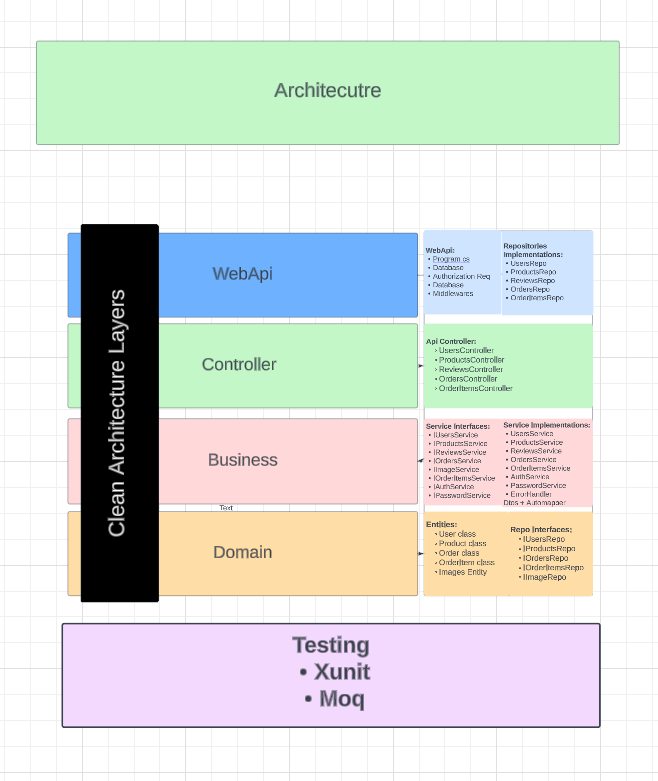 Architecutre
Clean Architecture Layers
WebApi
WebApi:
• Program cs
• Database
• Authorization Req
• Database
• Middlewares
Repositories
Implementations:
• UsersRepo
• ProductsRepo
• ReviewsRepo
• OrdersRepo
• OrderItemsRepo
Controller
Api Controller:
› UsersController
• ProductsController
› ReviewsController
• OrdersController
› OrderItemsController
Business
Service Interfaces:
• IUsersService
• IProductsService
• IReviewsService
• IOrdersService
• IImageService
• IOrderItemsService
• IAuthService
• IPasswordService
Service Implementations:
• UsersService
• ProductsService
• ReviewsService
• OrdersService
• OrderItemsService
• AuthService
• PasswordService
• ErrorHandler
Dtos + Automapper
Text
Domain
Entities:
• User class
• Product class
• Order class
• OrderItem class
• Images Entity
Repo Interfaces:
• IUsersRepo
• IProductsRepo
• IOrdersRepo
• IOrderItemsRepo
• IImageRepo
Testing
• Xunit
• Moq